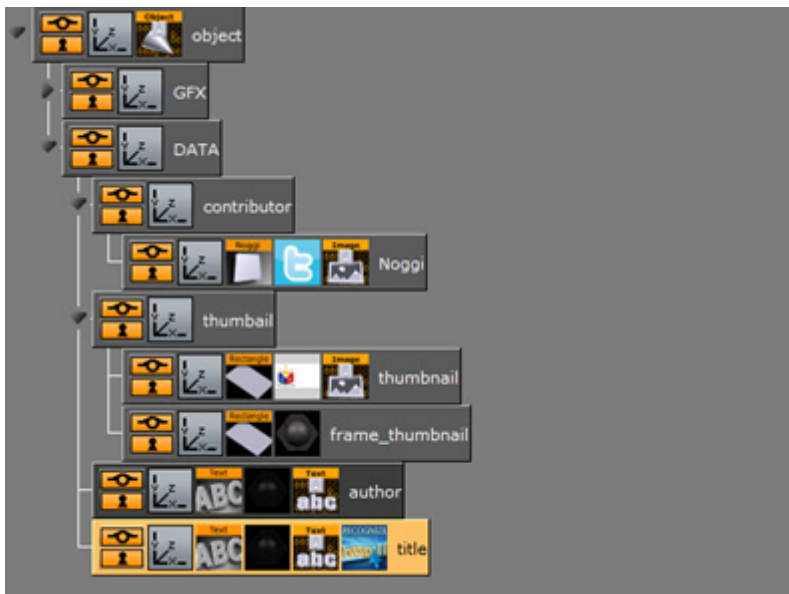 Object
object
GFX
DATA
contributor
Noggi
Image
Noggi
thumbail
Rectangle
Image
thumbnail
Rectangle
frame_thumbnail
Text
ABC
Text
abc
author
Text
ABC
Text
abc
RECOGNIZE
title